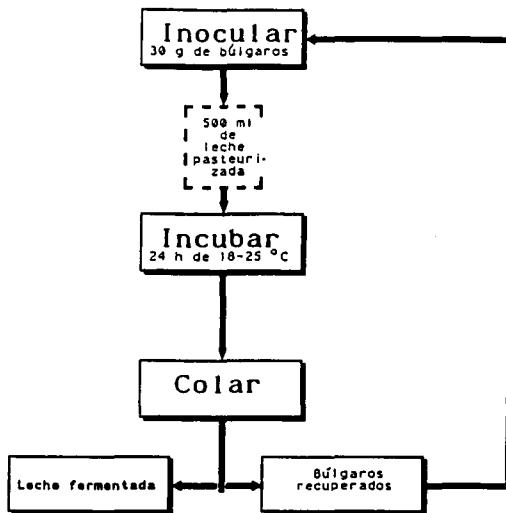 Inocular
30 g de búlgaros
500 ml
de
leche
pasteuri-
zada
Incubar
24 h de 18-25 °C
Colar
Leche fermentada
Búlgaros
recuperados